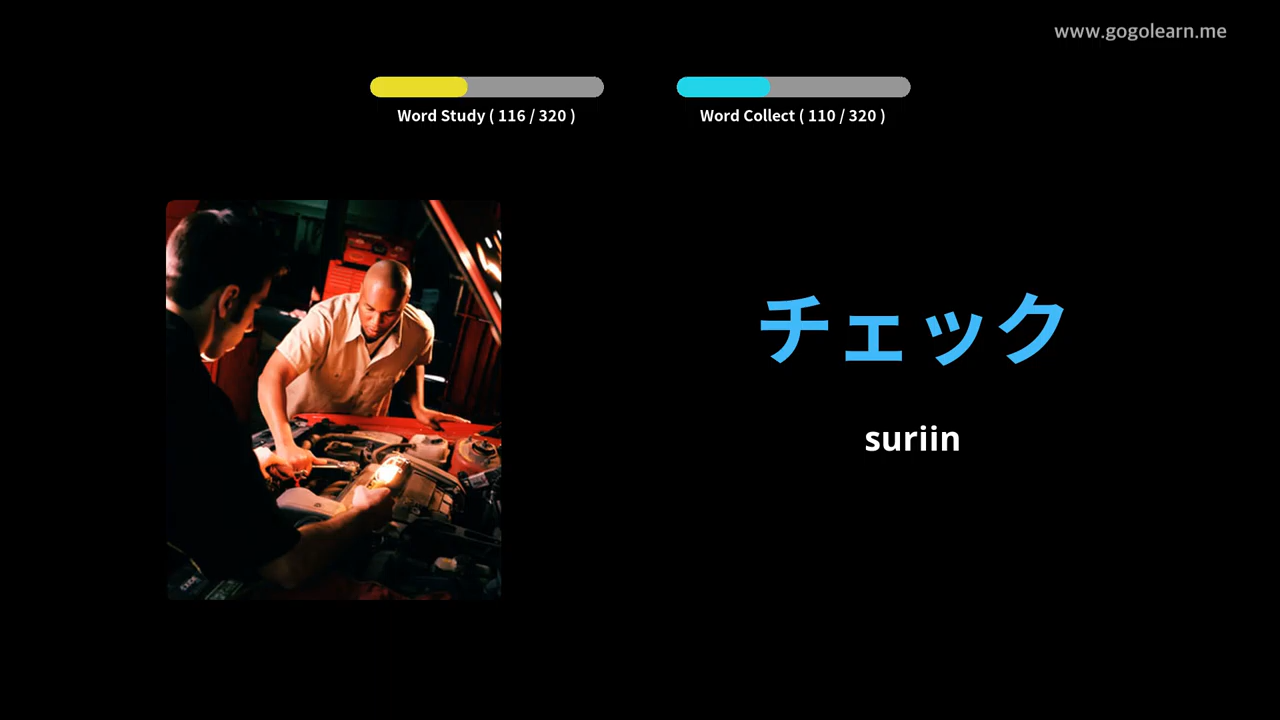 www.gogolearn.me
Word Study ( 116 / 320 )
Word Collect ( 110 / 320 )
チェック
suriin